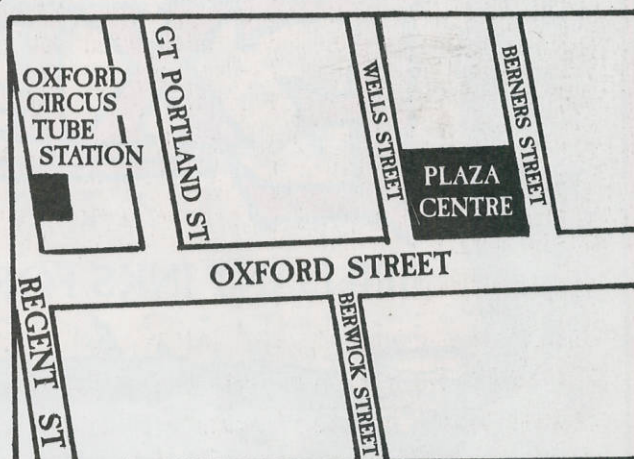 OXFORD
CIRCUS
TUBE
STATION
GT PORTLAND ST
WELLS STREET
BERNERS STREET
PLAZA
CENTRE
OXFORD STREET
REGENT ST
BERWICK STREET